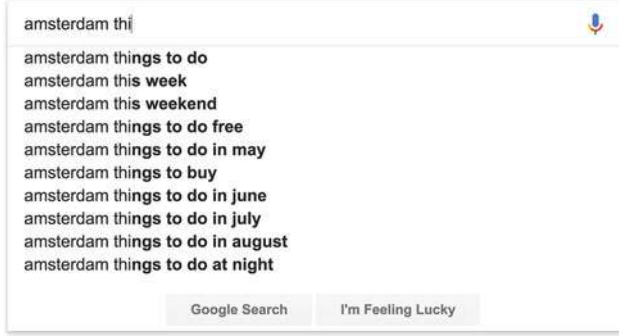 amsterdam thi
amsterdam things to do
amsterdam this week
amsterdam this weekend
amsterdam things to do free
amsterdam things to do in may
amsterdam things to buy
amsterdam things to do in june
amsterdam things to do in july
amsterdam things to do in august
amsterdam things to do at night
Google Search I'm Feeling Lucky